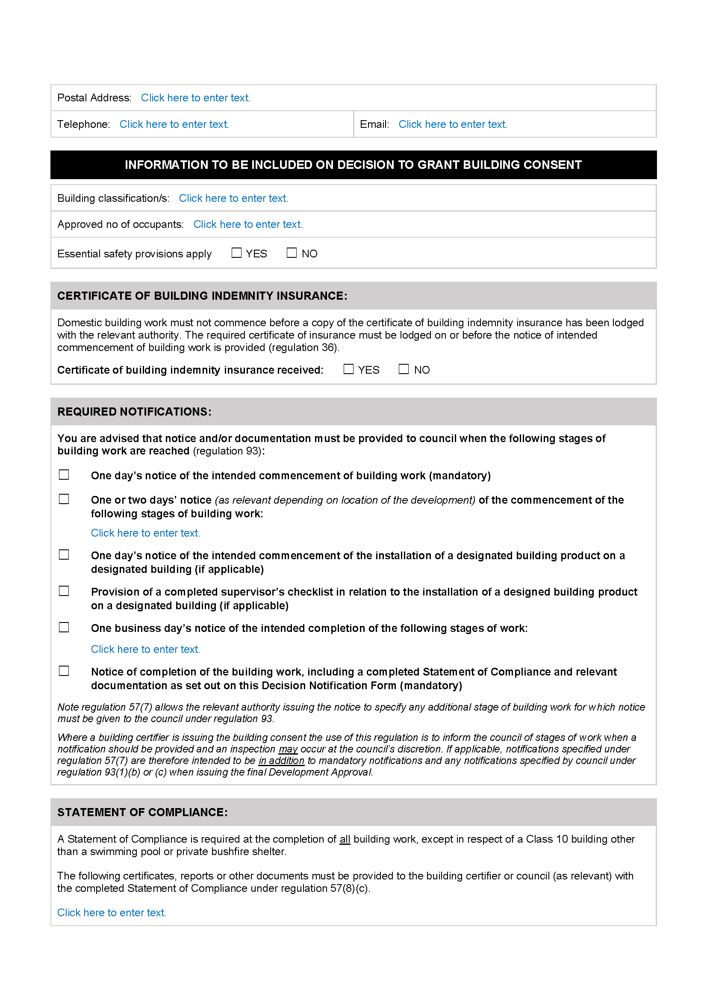 Postal Address: Click here to enter text.
Telephone: Click here to enter text. Email: Click here to enter text.
INFORMATION TO BE INCLUDED ON DECISION TO GRANT BUILDING CONSENT
Building classification/s: Click here to enter text.
Approved no of occupants: Click here to enter text.
Essential safety provisions apply ☐ YES ☐ NO
CERTIFICATE OF BUILDING INDEMNITY INSURANCE:
Domestic building work must not commence before a copy of the certificate of building indemnity insurance has been lodged
with the relevant authority. The required certificate of insurance must be lodged on or before the notice of intended
commencement of building work is provided (regulation 36).
Certificate of building indemnity insurance received: ☐ YES ☐ NO
REQUIRED NOTIFICATIONS:
You are advised that notice and/or documentation must be provided to council when the following stages of
building work are reached (regulation 93):
☐ One day’s notice of the intended commencement of building work (mandatory)
☐ One or two days’ notice (as relevant depending on location of the development) of the commencement of the
following stages of building work:
Click here to enter text.
☐ One day’s notice of the intended commencement of the installation of a designated building product on a
designated building (if applicable)
☐ Provision of a completed supervisor’s checklist in relation to the installation of a designed building product
on a designated building (if applicable)
☐ One business day’s notice of the intended completion of the following stages of work:
Click here to enter text.
☐ Notice of completion of the building work, including a completed Statement of Compliance and relevant
documentation as set out on this Decision Notification Form (mandatory)
Note regulation 57(7) allows the relevant authority issuing the notice to specify any additional stage of building work for which notice
must be given to the council under regulation 93.
Where a building certifier is issuing the building consent the use of this regulation is to inform the council of stages of work when a
notification should be provided and an inspection may occur at the council’s discretion. If applicable, notifications specified under
regulation 57(7) are therefore intended to be in addition to mandatory notifications and any notifications specified by council under
regulation 93(1)(b) or (c) when issuing the final Development Approval.
STATEMENT OF COMPLIANCE:
A Statement of Compliance is required at the completion of all building work, except in respect of a Class 10 building other
than a swimming pool or private bushfire shelter.
The following certificates, reports or other documents must be provided to the building certifier or council (as relevant) with
the completed Statement of Compliance under regulation 57(8)(c).
Click here to enter text.